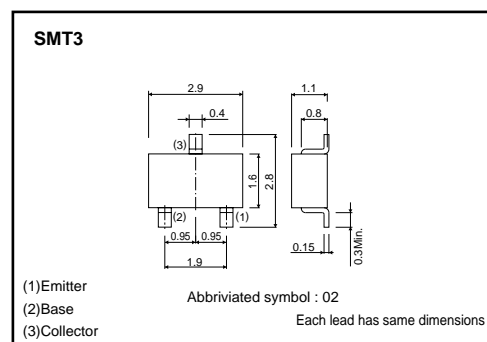 SMT3
2.9
1.1
0.4
0.8
(3)
1.6
2.8
(2)
(1)
0.95
0.95
0.15
0.3Min.
1.9
(1)Emitter
(2)Base
(3)Collector
Abbriviated symbol : 02
Each lead has same dimensions